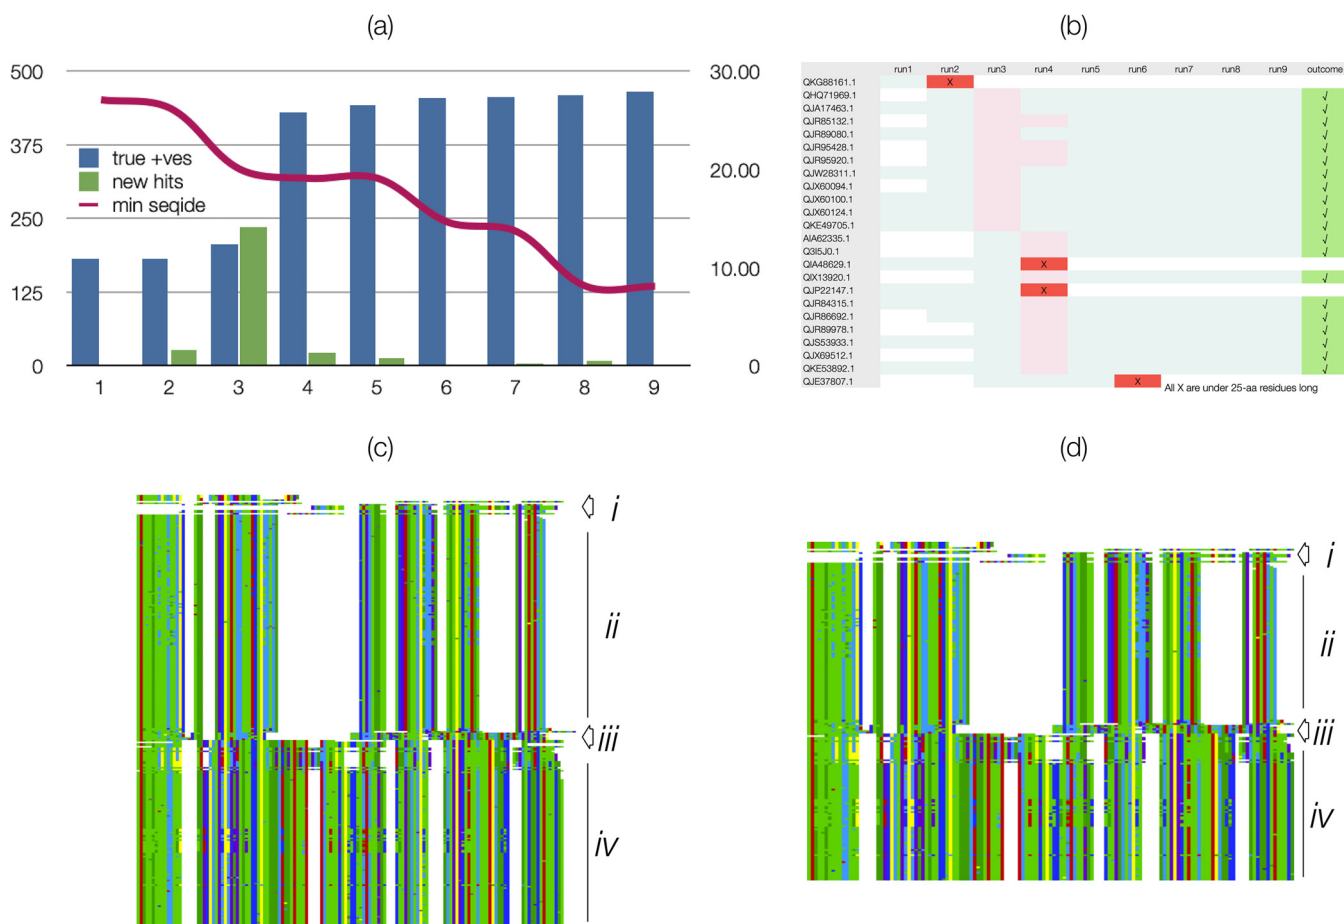 (a)
500
375
250
125
0
30.00
20.00
10.00
0
true +ves
new hits
min seqide
1 2 3 4 5 6 7 8 9
(b)
run1 run2 run3 run4 run5 run6 run7 run8 run9 outcome
QKG88161.1 X
QHQ71969.1 √
QJA17463.1 √
QJR85132.1 √
QJR89080.1 √
QJR95428.1 √
QJR95920.1 √
QJW28311.1 √
QJX60094.1 √
QJX60100.1 √
QJX60124.1 √
QKE49705.1 √
AIA62335.1 √
Q3I5J0.1 √
QIA48629.1 X
QIX13920.1 √
QJP22147.1 X
QJR84315.1 √
QJR86692.1 √
QJR89978.1 √
QJS53933.1 √
QJX69512.1 √
QKE53892.1 √
QJE37807.1 X
All X are under 25-aa residues long
(c)
i
ii
iii
iv
(d)
i
ii
iii
iv